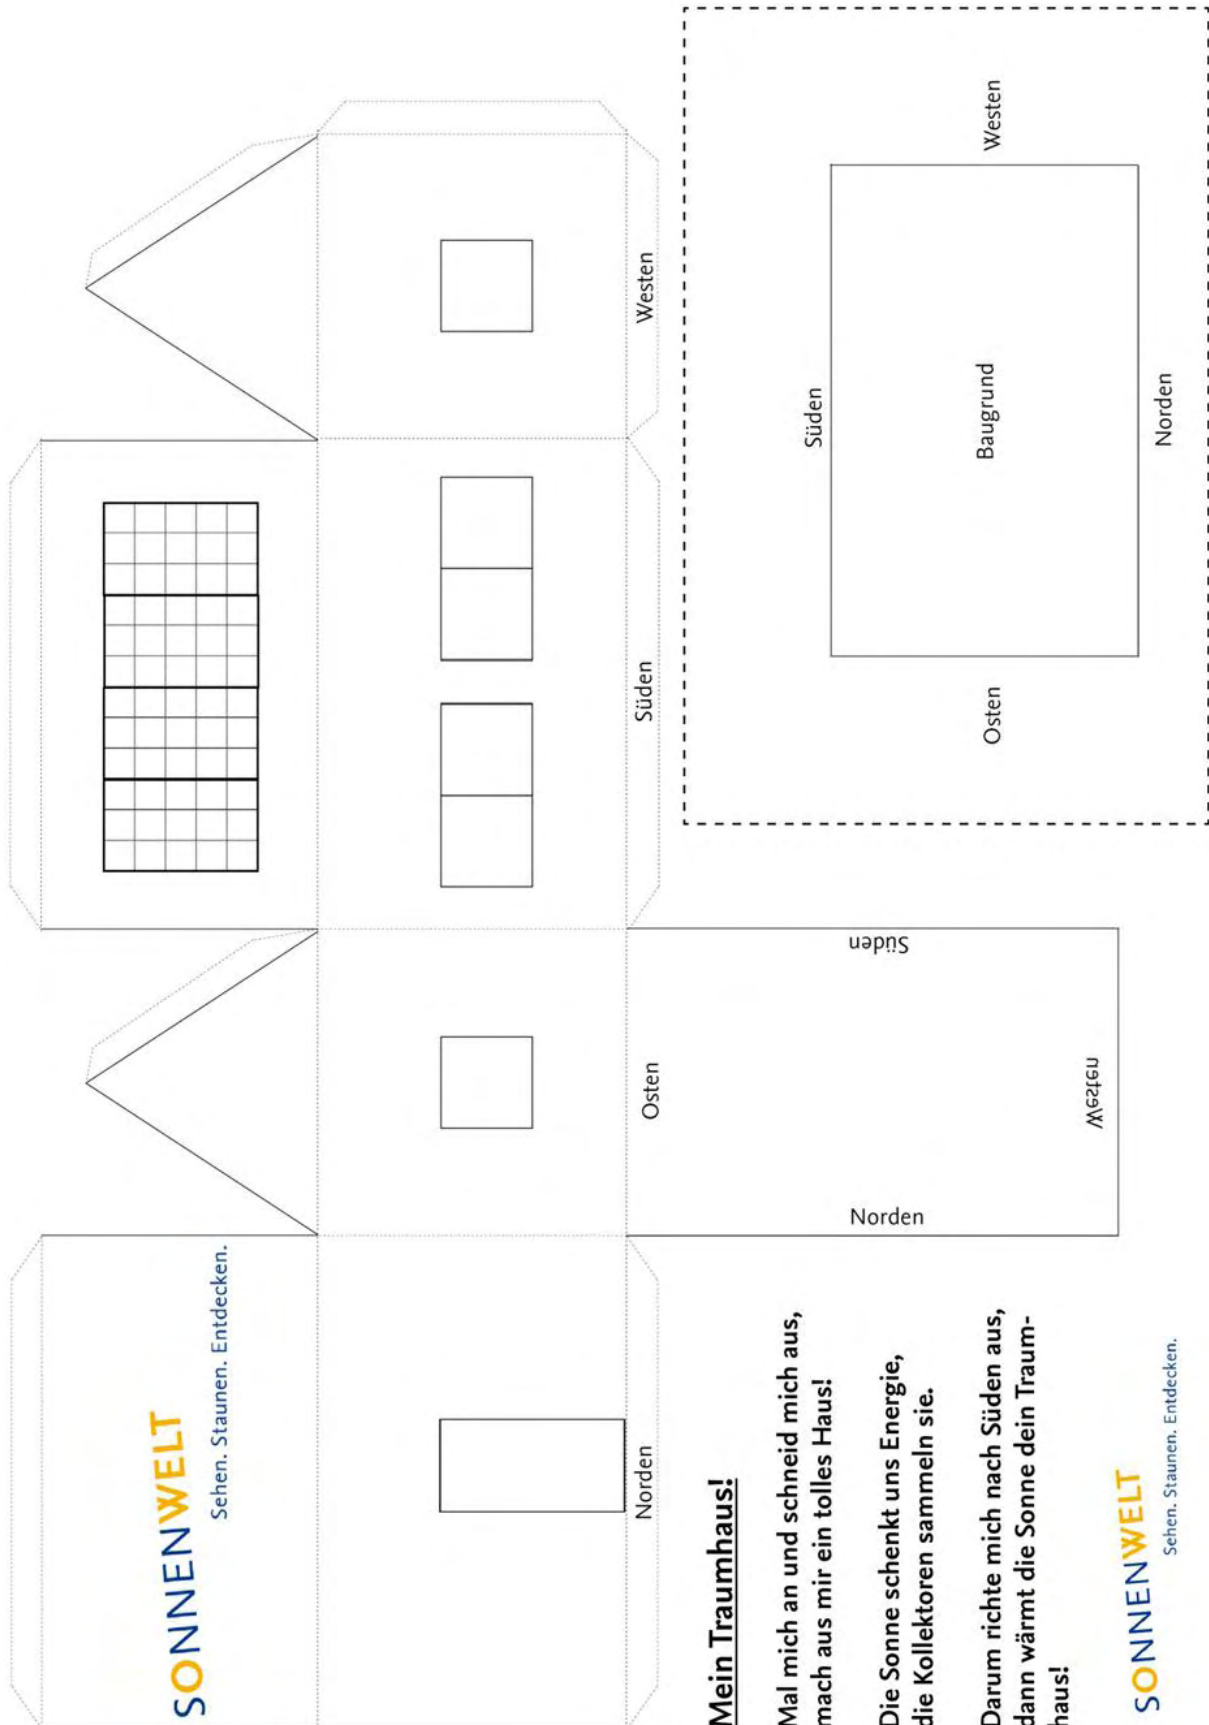 SONNENWELT
Sehen. Staunen. Entdecken.
Norden
Osten
Süden
Westen
Norden
Süden
Westen
Mein Traumhaus!
Mal mich an und schneid mich aus,
mach aus mir ein tolles Haus!
Die Sonne schenkt uns Energie,
die Kollektoren sammeln sie.
Darum richte mich nach Süden aus,
dann wärmt die Sonne dein Traum-
haus!
SONNENWELT
Sehen. Staunen. Entdecken.
Süden
Osten
Baugrund
Westen
Norden